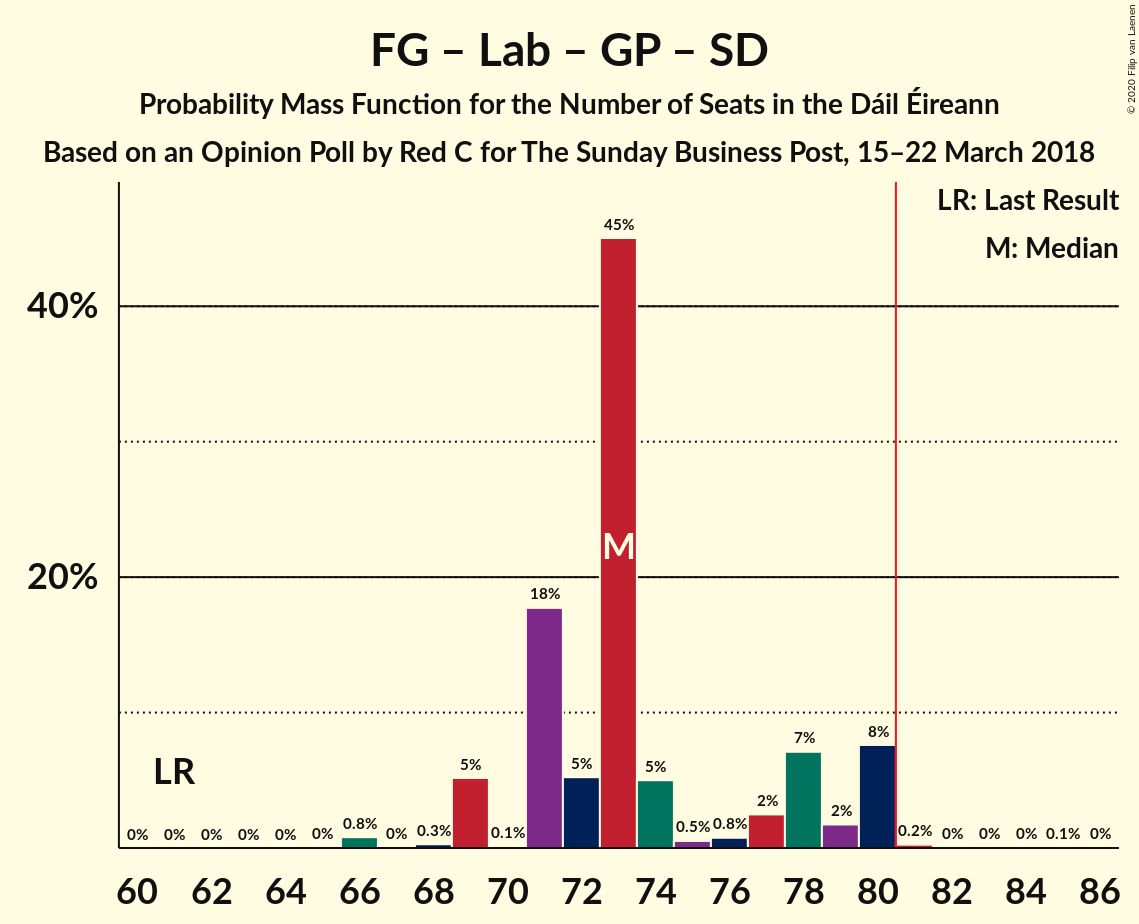 FG – Lab – GP – SD
Probability Mass Function for the Number of Seats in the Dáil Éireann
Based on an Opinion Poll by Red C for The Sunday Business Post, 15–22 March 2018
© 2020 Filip van Laenen
LR: Last Result
M: Median
40%
20%
LR
M
0% 0% 0% 0% 0% 0% 0.8% 0% 0.3% 5% 0.1% 18% 5% 45% 5% 0.5% 0.8% 2% 7% 2% 8% 0.2% 0% 0% 0% 0.1% 0%
60 62 64 66 68 70 72 74 76 78 80 82 84 86